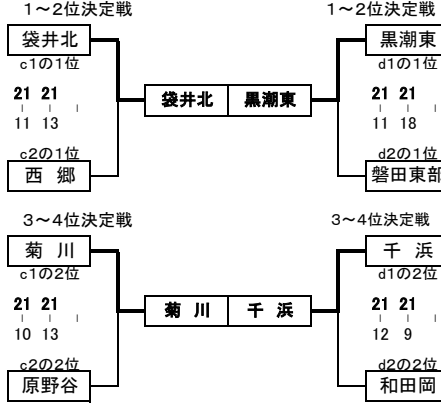 1～2位決定戦 1～2位決定戦
袋井北 黒潮東
c1の1位 d1の1位
袋井北 黒潮東
21 21 21 21
| | | | | |
11 13 11 18
c2の1位 d2の1位
西 郷 磐田東部
3～4位決定戦 3～4位決定戦
菊 川 千 浜
c1の2位 d1の2位
菊 川 千 浜
21 21 21 21
| | | | | |
10 13 12 9
c2の2位 d2の2位
原野谷 和田岡